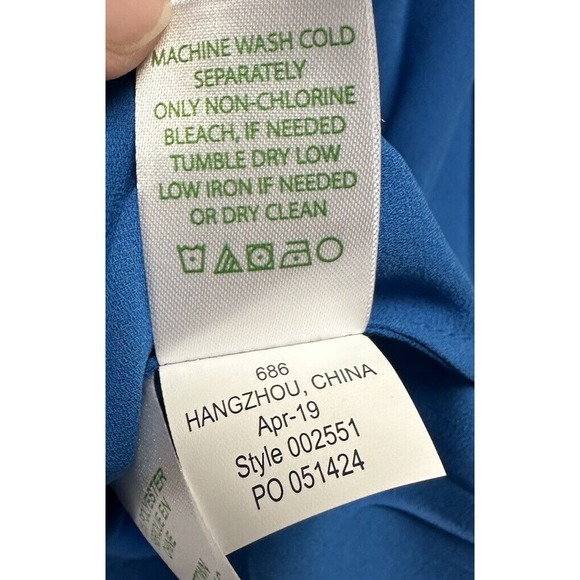 MACHINE WASH COLD
SEPARATELY
ONLY NON-CHLORINE
BLEACH, IF NEEDED
TUMBLE DRY LOW
LOW IRON IF NEEDED
OR DRY CLEAN
686
HANGZHOU, CHINA
Apr-19
Style 002551
PO 051424